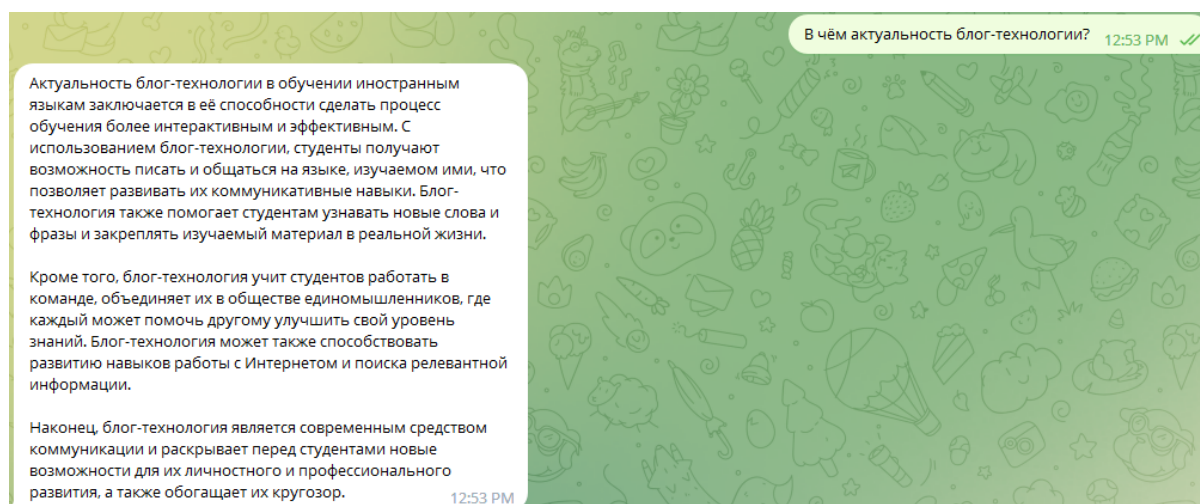 В чём актуальность блог-технологии?
12:53 PM
Актуальность блог-технологии в обучении иностранным
языкам заключается в её способности сделать процесс
обучения более интерактивным и эффективным. С
использованием блог-технологии, студенты получают
возможность писать и общаться на языке, изучаемом ими, что
позволяет развивать их коммуникативные навыки. Блог-
технология также помогает студентам узнавать новые слова и
фразы и закреплять изучаемый материал в реальной жизни.
Кроме того, блог-технология учит студентов работать в
команде, объединяет их в обществе единомышленников, где
каждый может помочь другому улучшить свой уровень
знаний. Блог-технология может также способствовать
развитию навыков работы с Интернетом и поиска релевантной
информации.
Наконец, блог-технология является современным средством
коммуникации и раскрывает перед студентами новые
возможности для их личностного и профессионального
развития, а также обогащает их кругозор.
12:53 PM